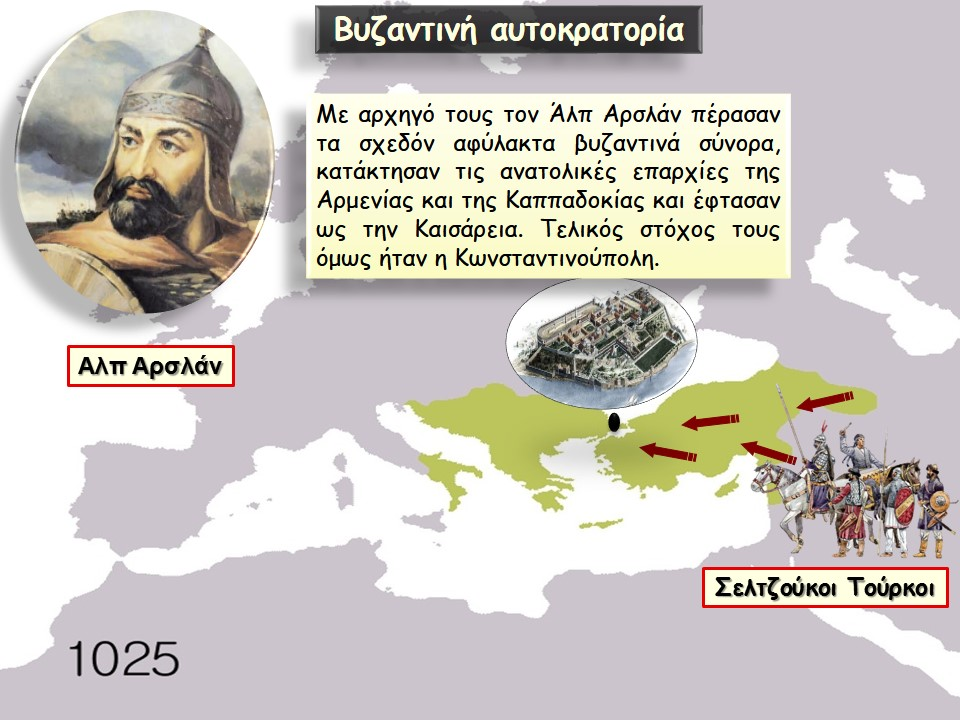 Βυζαντινή αυτοκρατορία
Με αρχηγό τους τον Άλπ Αρσλάν πέρασαν
τα σχεδόν αφύλακτα βυζαντινά σύνορα,
κατάκτησαν τις ανατολικές επαρχίες της
Αρμενίας και της Καππαδοκίας και έφτασαν
ως την Καισάρεια. Τελικός στόχος τους
όμως ήταν η Κωνσταντινούπολη.
Αλπ Αρσλάν
Σελτζούκοι Τούρκοι
1025